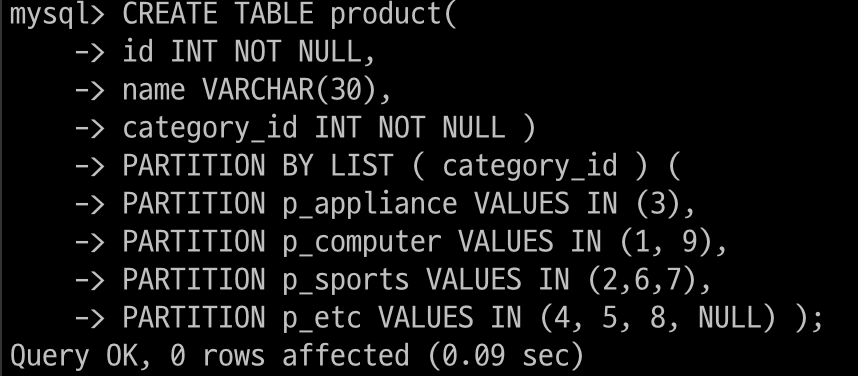 mysql> CREATE TABLE product(
    -> id INT NOT NULL,
    -> name VARCHAR(30),
    -> category_id INT NOT NULL )
    -> PARTITION BY LIST ( category_id ) (
    -> PARTITION p_appliance VALUES IN (3),
    -> PARTITION p_computer VALUES IN (1, 9),
    -> PARTITION p_sports VALUES IN (2,6,7),
    -> PARTITION p_etc VALUES IN (4, 5, 8, NULL) );
Query OK, 0 rows affected (0.09 sec)